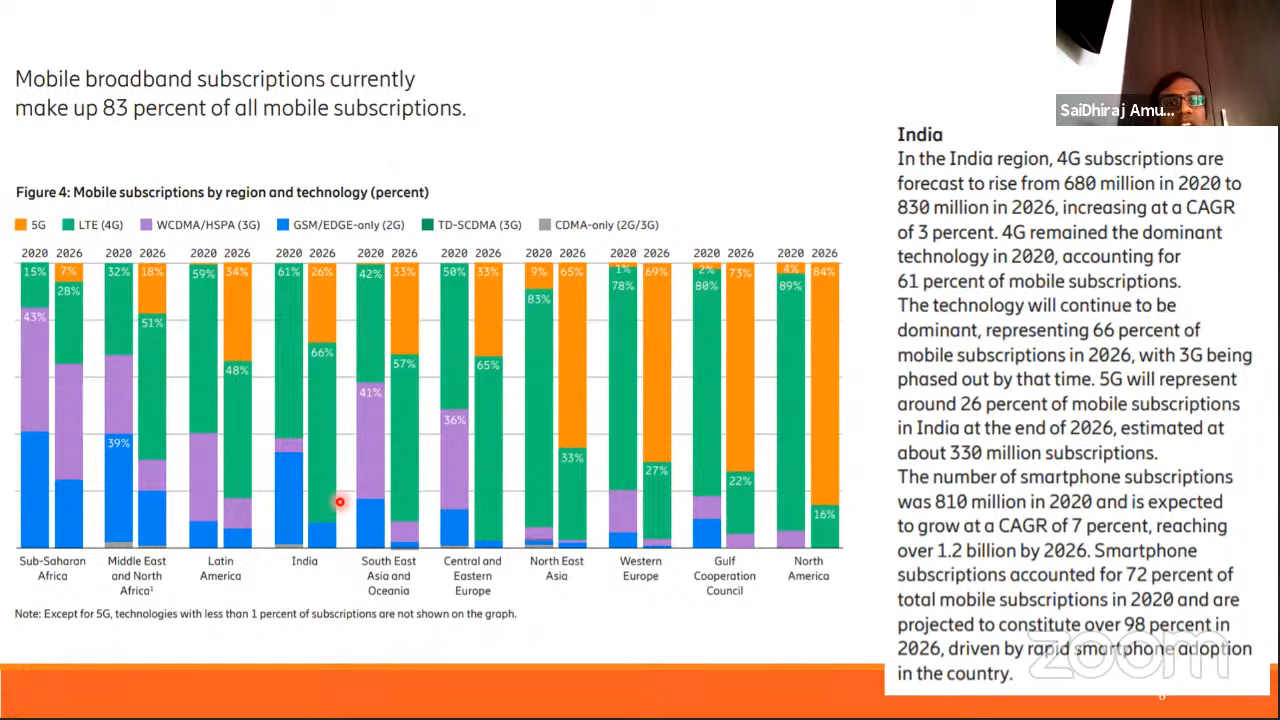 Mobile broadband subscriptions currently
make up 83 percent of all mobile subscriptions.
Figure 4: Mobile subscriptions by region and technology (percent)
5G LTE (4G) WCDMA/HSPA (3G) GSM/EDGE-only (2G) TD-SCDMA (3G) CDMA-only (2G/3G)
2020 2026 2020 2026 2020 2026 2020 2026 2020 2026 2020 2026 2020 2026 2020 2026 2020 2026 2020 2026
15% 7% 32% 18% 59% 34% 61% 26% 42% 33% 50% 33% 9% 65% 1% 69% 2% 73% 4% 84%
28% 83% 78% 80% 89%
43% 51% 48% 66% 57% 65%
41% 36%
39% 33% 27% 22%
16%
Sub-Saharan
Africa
Middle East
and North
Africa¹
Latin
America
India
South East
Asia and
Oceania
Central and
Eastern
Europe
North East
Asia
Western
Europe
Gulf
Cooperation
Council
North
America
Note: Except for 5G, technologies with less than 1 percent of subscriptions are not shown on the graph.
SaiDhiraj Amu...
India
In the India region, 4G subscriptions are
forecast to rise from 680 million in 2020 to
830 million in 2026, increasing at a CAGR
of 3 percent. 4G remained the dominant
technology in 2020, accounting for
61 percent of mobile subscriptions.
The technology will continue to be
dominant, representing 66 percent of
mobile subscriptions in 2026, with 3G being
phased out by that time. 5G will represent
around 26 percent of mobile subscriptions
in India at the end of 2026, estimated at
about 330 million subscriptions.
The number of smartphone subscriptions
was 810 million in 2020 and is expected
to grow at a CAGR of 7 percent, reaching
over 1.2 billion by 2026. Smartphone
subscriptions accounted for 72 percent of
total mobile subscriptions in 2020 and are
projected to constitute over 98 percent in
2026, driven by rapid smartphone adoption
in the country.
zoom